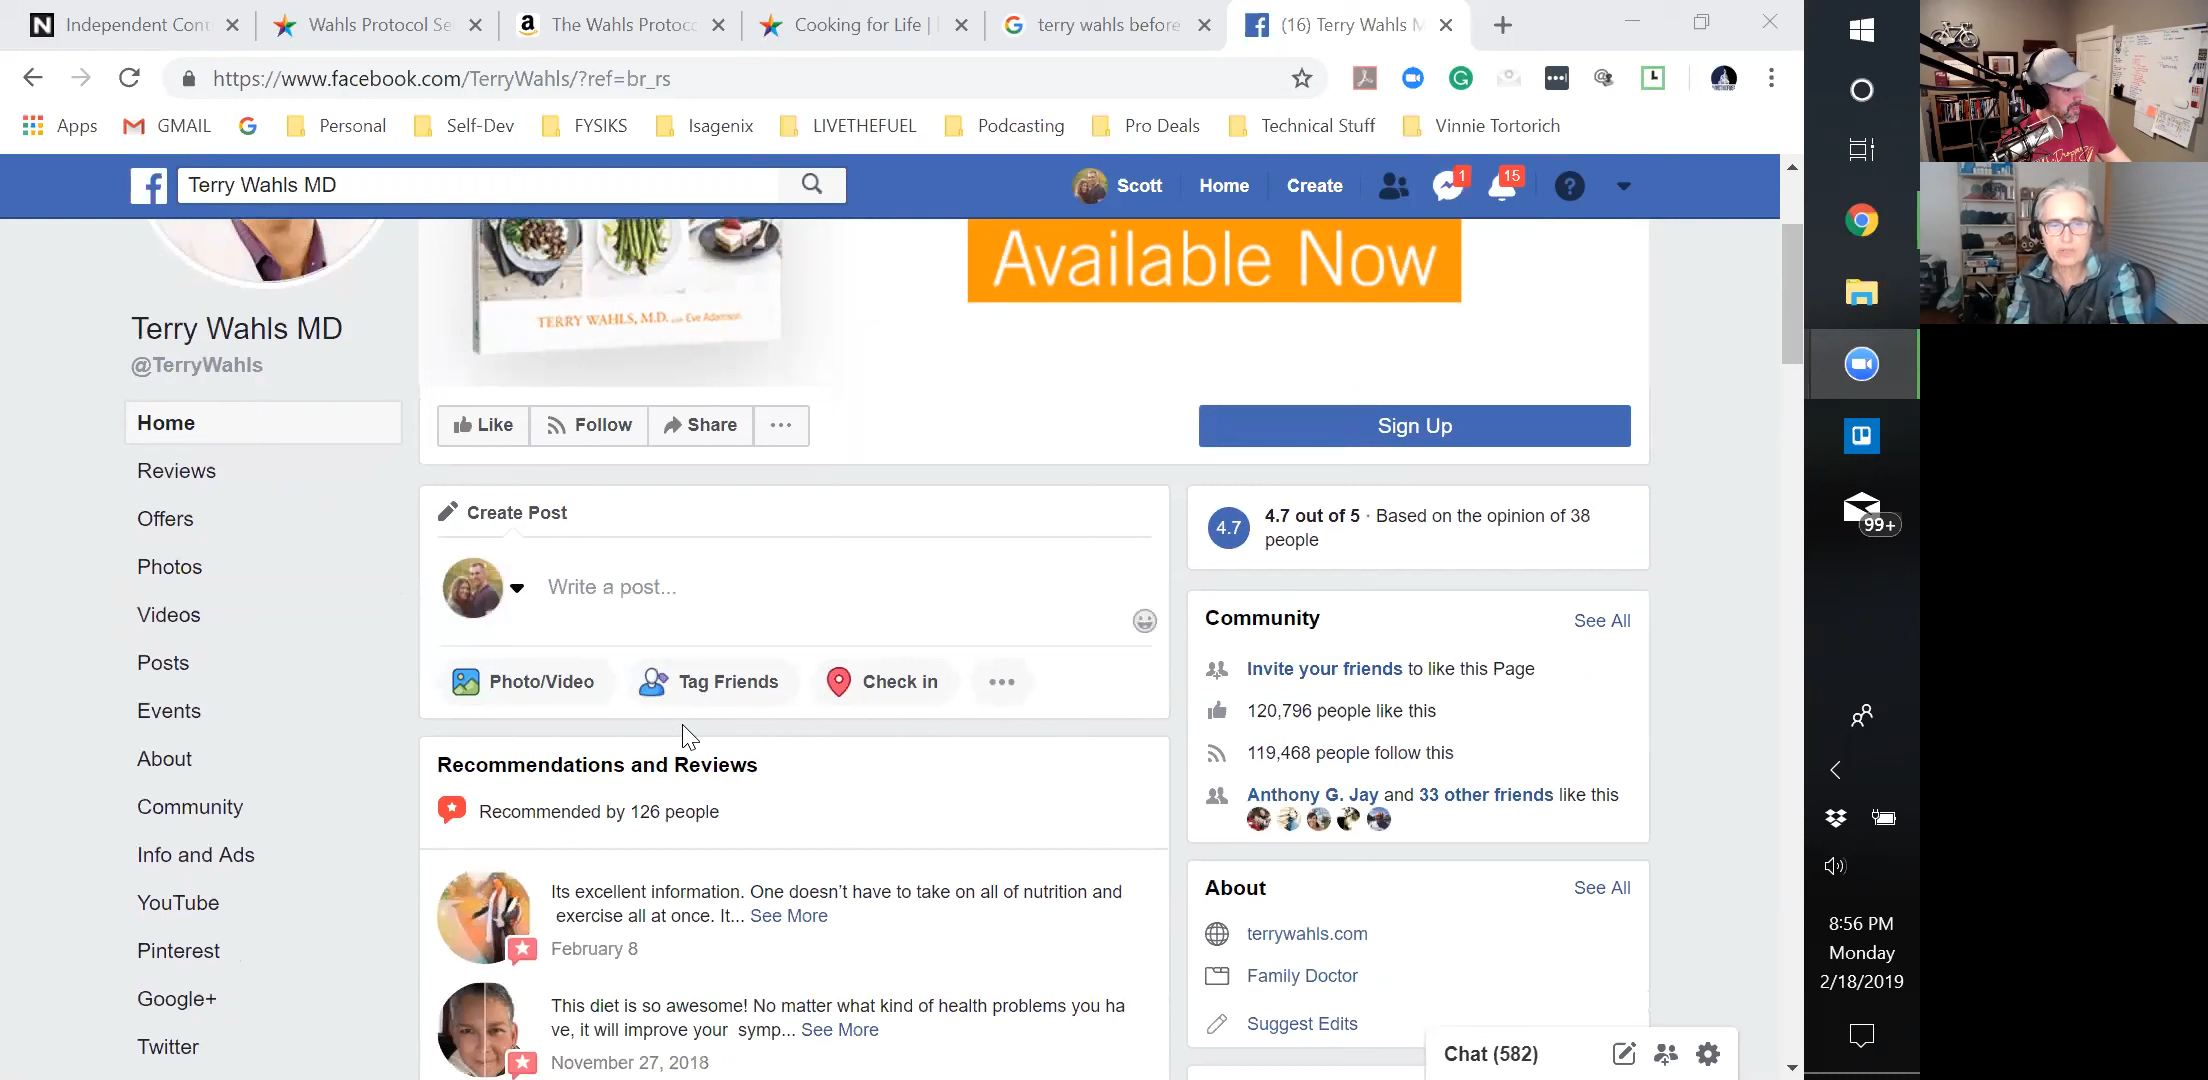 Independent Cont
Wahls Protocol Se
The Wahls Protoco
Cooking for Life |
terry wahls before
(16) Terry Wahls M
https://www.facebook.com/TerryWahls/?ref=br_rs
Apps
GMAIL
Personal
Self-Dev
FYSIKS
Isagenix
LIVETHEFUEL
Podcasting
Pro Deals
Technical Stuff
Vinnie Tortorich
Terry Wahls MD
Scott
Home
Create
1
15
TERRY WAHLS, M.D. with Eve Adamson
Available Now
Terry Wahls MD
@TerryWahls
Home
Reviews
Offers
Photos
Videos
Posts
Events
About
Community
Info and Ads
YouTube
Pinterest
Google+
Twitter
Like
Follow
Share
Sign Up
Create Post
Write a post...
Photo/Video
Tag Friends
Check in
Recommendations and Reviews
Recommended by 126 people
Its excellent information. One doesn't have to take on all of nutrition and
exercise all at once. It... See More
February 8
This diet is so awesome! No matter what kind of health problems you ha
ve, it will improve your symp... See More
November 27, 2018
4.7
4.7 out of 5 · Based on the opinion of 38
people
Community
See All
Invite your friends to like this Page
120,796 people like this
119,468 people follow this
Anthony G. Jay and 33 other friends like this
About
See All
terrywahls.com
Family Doctor
Suggest Edits
Chat (582)
99+
8:56 PM
Monday
2/18/2019